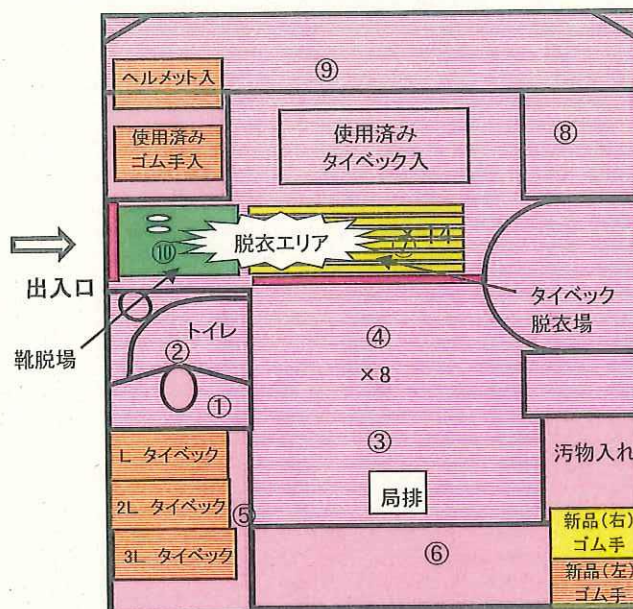 ⑨
ヘルメット入
使用済み
ゴム手入
使用済み
タイベック入
⑧
脱衣エリア
14
⑩
出入口
靴脱場
トイレ
②
①
④
×8
③
タイベック
脱衣場
局排
L タイベック
2L タイベック
3L タイベック
⑤
⑥
汚物入れ
新品(右)
ゴム手
新品(左)
ゴム手